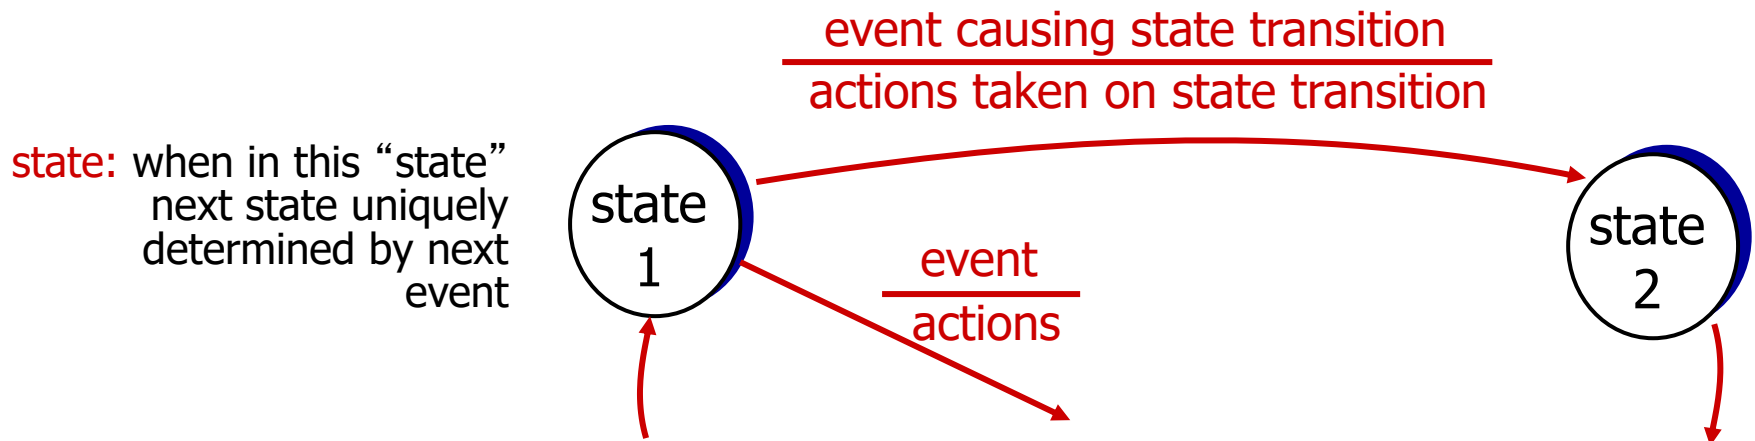 event causing state transition
actions taken on state transition
state: when in this “state”
next state uniquely
determined by next
event
state
1
event
actions
state
2